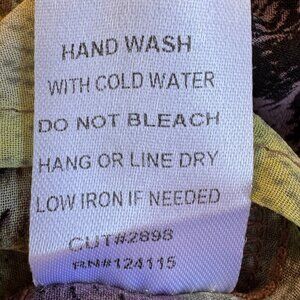 HAND WASH
WITH COLD WATER
DO NOT BLEACH
HANG OR LINE DRY
LOW IRON IF NEEDED
CUT#2898
RN#124115